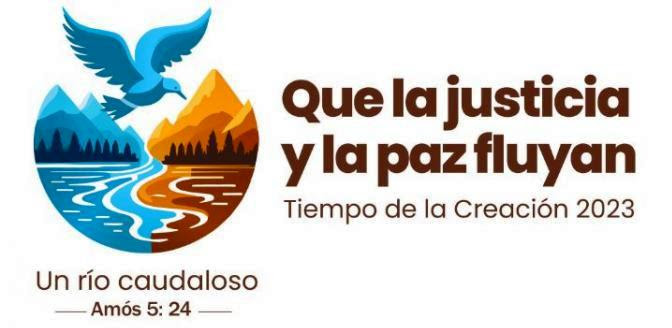 Que la justicia
y la paz fluyan
Tiempo de la Creación 2023
Un río caudaloso
Amós 5: 24